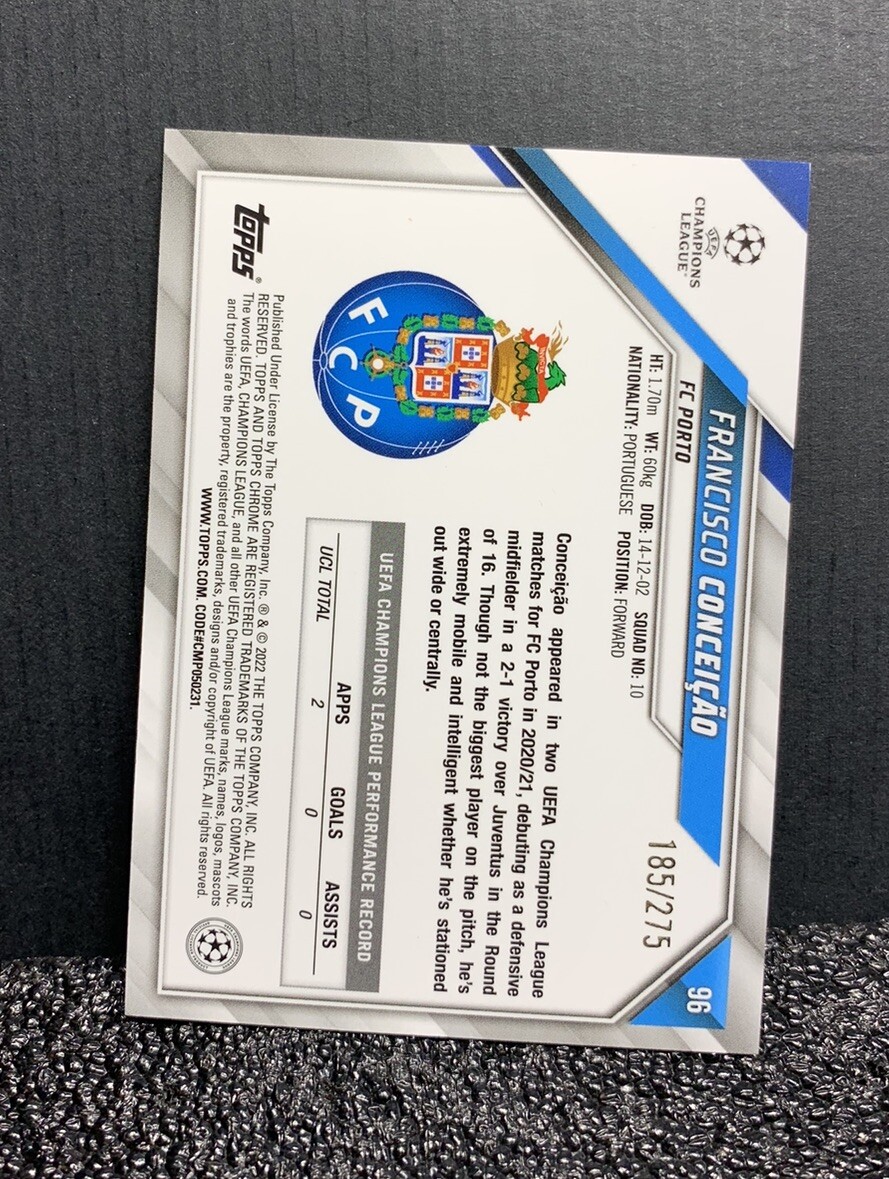 UEFA
CHAMPIONS
LEAGUE
FRANCISCO CONCEIÇÃO
96
FC PORTO
185/275
HT: 1.70m WT: 60kg DOB: 14-12-02 SQUAD NO: 10
NATIONALITY: PORTUGUESE POSITION: FORWARD
Conceição appeared in two UEFA Champions League
matches for FC Porto in 2020/21, debuting as a defensive
midfielder in a 2-1 victory over Juventus in the Round
of 16. Though not the biggest player on the pitch, he's
extremely mobile and intelligent whether he's stationed
out wide or centrally.
INVICTA
F C P
UEFA CHAMPIONS LEAGUE PERFORMANCE RECORD
APPS GOALS ASSISTS
UCL TOTAL 2 0 0
topps®
Published Under License by The Topps Company, Inc. ® & © 2022 THE TOPPS COMPANY, INC. ALL RIGHTS
RESERVED. TOPPS AND TOPPS CHROME ARE REGISTERED TRADEMARKS OF THE TOPPS COMPANY, INC.
The words UEFA, CHAMPIONS LEAGUE, and all other UEFA Champions League marks, names, logos, mascots
and trophies are the property, registered trademarks, designs and/or copyright of UEFA. All rights reserved.
WWW.TOPPS.COM. CODE#CMP050231.